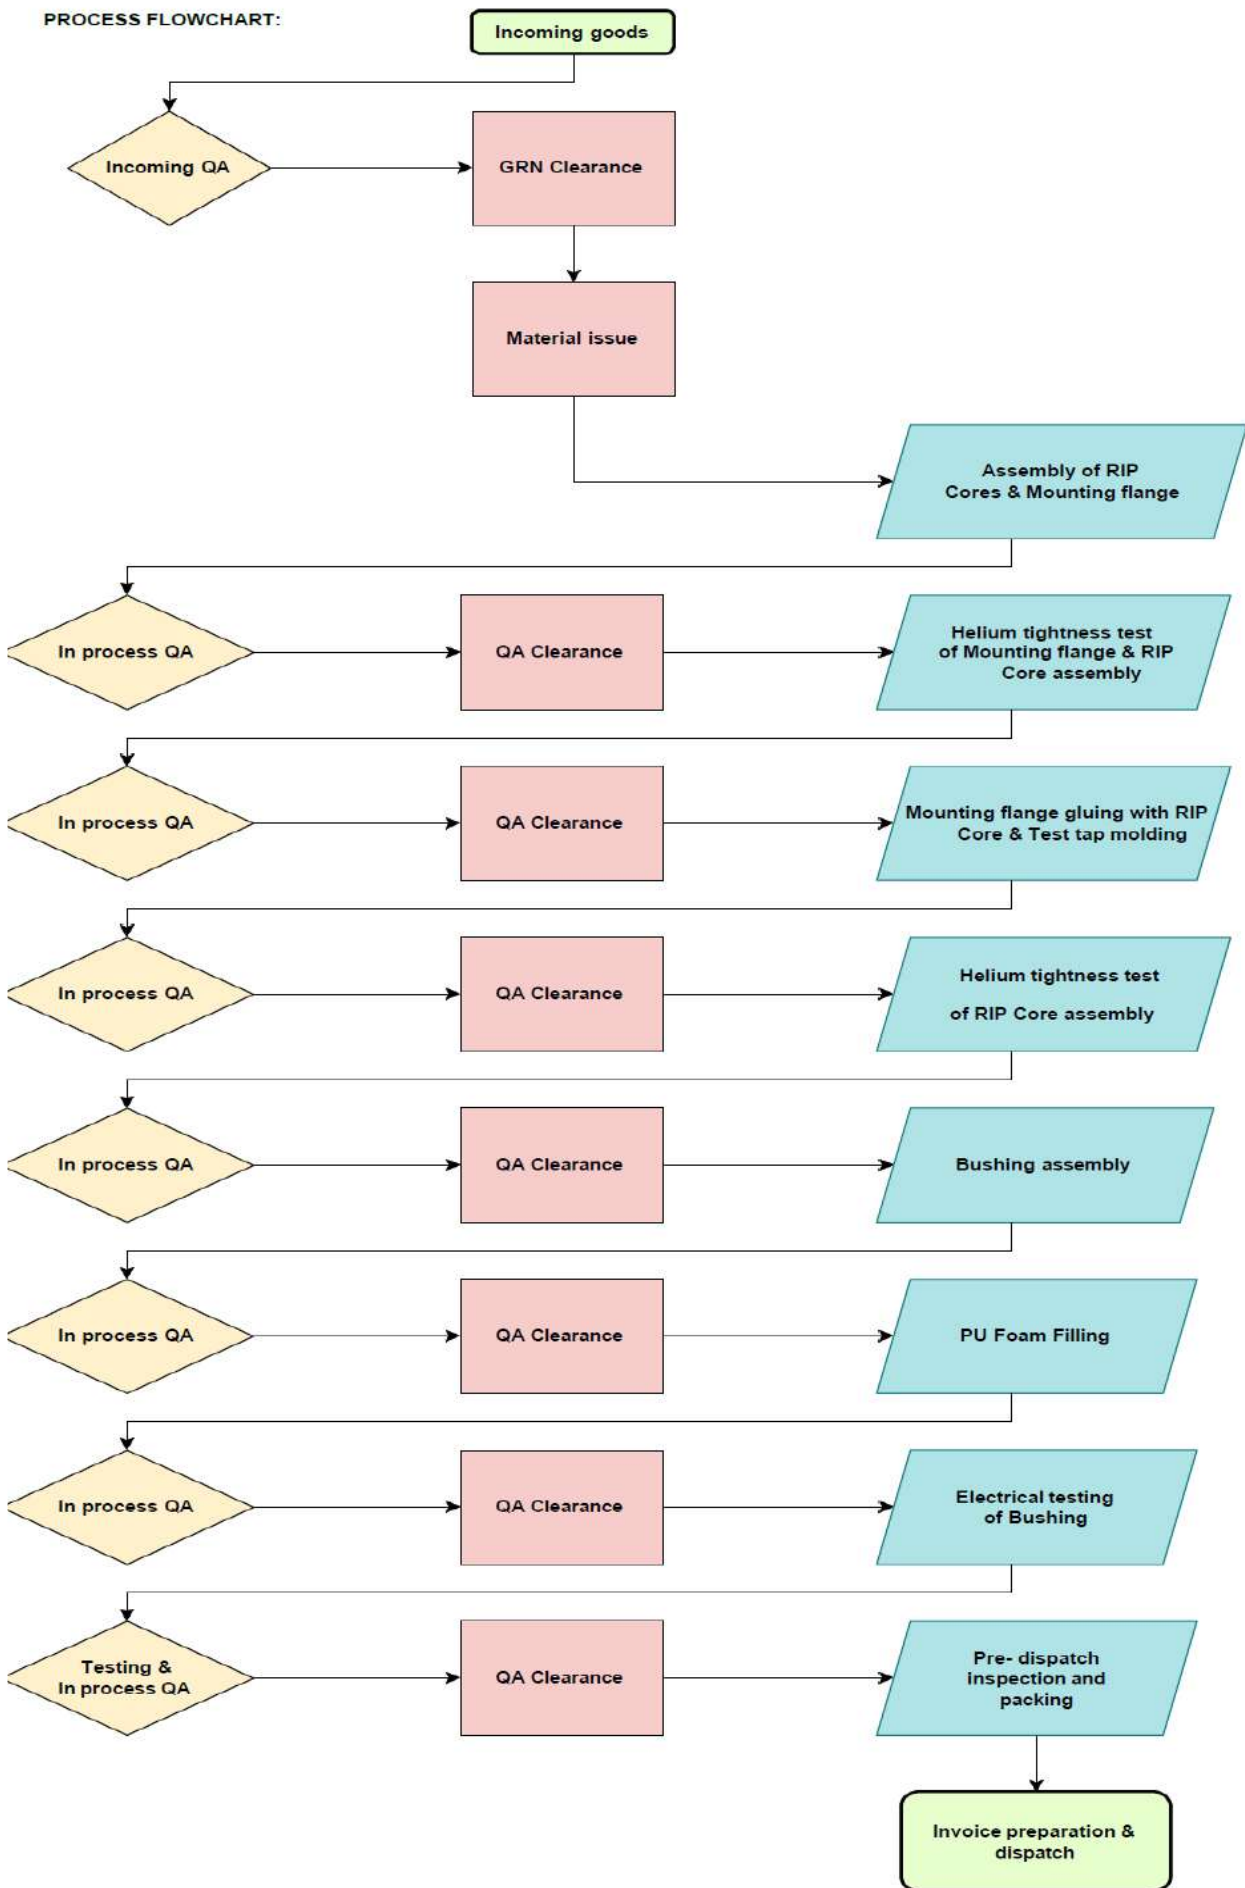 PROCESS FLOWCHART:
Incoming goods
Incoming QA
GRN Clearance
Material issue
Assembly of RIP
Cores & Mounting flange
In process QA
QA Clearance
Helium tightness test
of Mounting flange & RIP
Core assembly
In process QA
QA Clearance
Mounting flange gluing with RIP
Core & Test tap molding
In process QA
QA Clearance
Helium tightness test
of RIP Core assembly
In process QA
QA Clearance
Bushing assembly
In process QA
QA Clearance
PU Foam Filling
In process QA
QA Clearance
Electrical testing
of Bushing
Testing &
In process QA
QA Clearance
Pre- dispatch
inspection and
packing
Invoice preparation &
dispatch